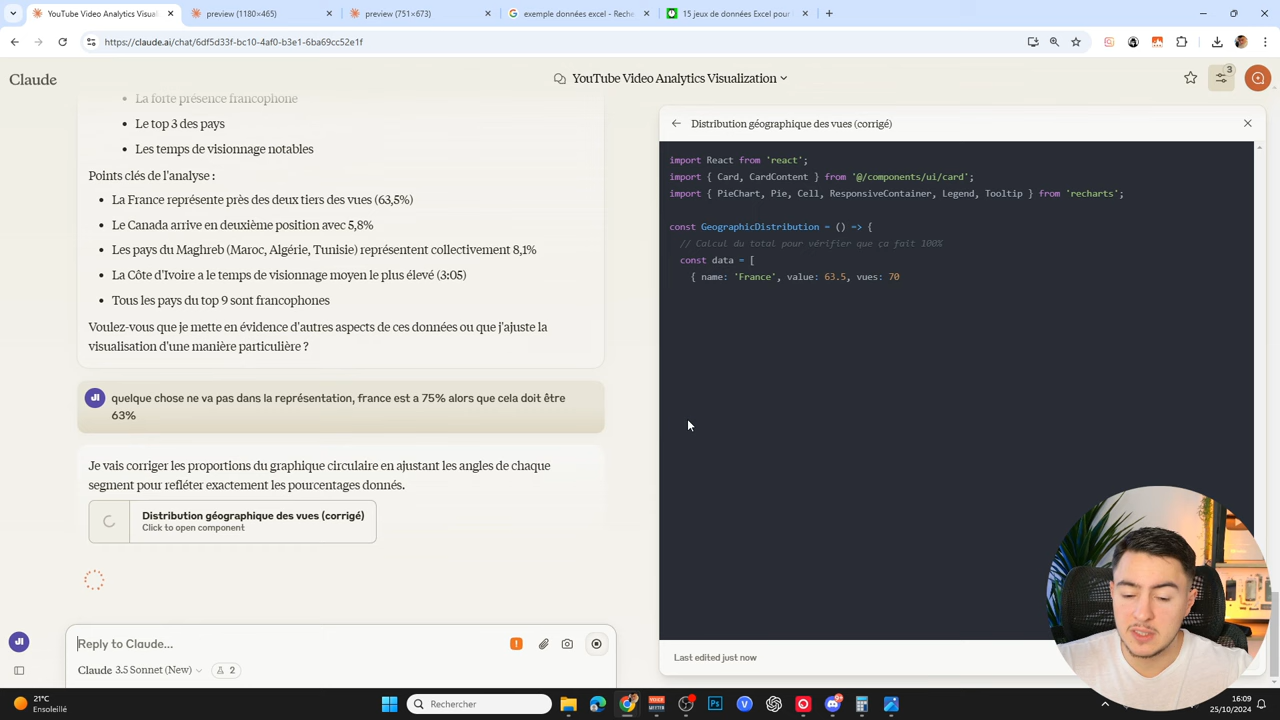 YouTube Video Analytics Visual
preview (1180×465)
preview (751×673)
exemple données excel - Reche
15 jeux de données Excel pour
https://claude.ai/chat/6df5d33f-bc10-4af0-b3e1-6ba69cc52e1f
Claude
YouTube Video Analytics Visualization
3
La forte présence francophone
Le top 3 des pays
Les temps de visionnage notables
Points clés de l'analyse :
La France représente près des deux tiers des vues (63,5%)
Le Canada arrive en deuxième position avec 5,8%
Les pays du Maghreb (Maroc, Algérie, Tunisie) représentent collectivement 8,1%
La Côte d'Ivoire a le temps de visionnage moyen le plus élevé (3:05)
Tous les pays du top 9 sont francophones
Voulez-vous que je mette en évidence d'autres aspects de ces données ou que j'ajuste la
visualisation d'une manière particulière ?
JI
quelque chose ne va pas dans la représentation, france est a 75% alors que cela doit être
63%
Je vais corriger les proportions du graphique circulaire en ajustant les angles de chaque
segment pour refléter exactement les pourcentages donnés.
Distribution géographique des vues (corrigé)
Click to open component
Reply to Claude...
Claude 3.5 Sonnet (New)
2
JI
Distribution géographique des vues (corrigé)
import React from 'react';
import { Card, CardContent } from '@/components/ui/card';
import { PieChart, Pie, Cell, ResponsiveContainer, Legend, Tooltip } from 'recharts';
const GeographicDistribution = () => {
// Calcul du total pour vérifier que ça fait 100%
const data = [
{ name: 'France', value: 63.5, vues: 70
Last edited just now
21°C
Ensoleillé
Rechercher
16:09
25/10/2024